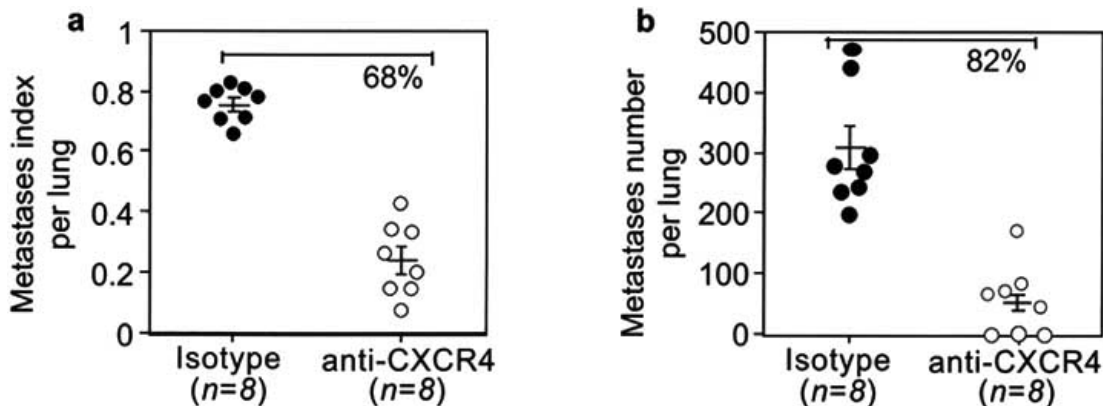 a
1
0.8
0.6
0.4
0.2
0
Metastases index
per lung
68%
Isotype
(n=8)
anti-CXCR4
(n=8)
b
500
400
300
200
100
0
Metastases number
per lung
82%
Isotype
(n=8)
anti-CXCR4
(n=8)